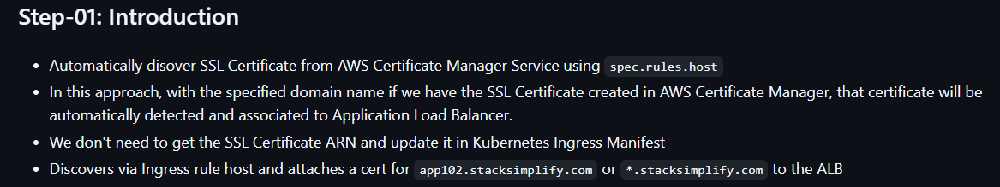 Step-01: Introduction
• Automatically disover SSL Certificate from AWS Certificate Manager Service using spec.rules.host
• In this approach, with the specified domain name if we have the SSL Certificate created in AWS Certificate Manager, that certificate will be
automatically detected and associated to Application Load Balancer.
• We don't need to get the SSL Certificate ARN and update it in Kubernetes Ingress Manifest
• Discovers via Ingress rule host and attaches a cert for app102.stacksimplify.com or *.stacksimplify.com to the ALB